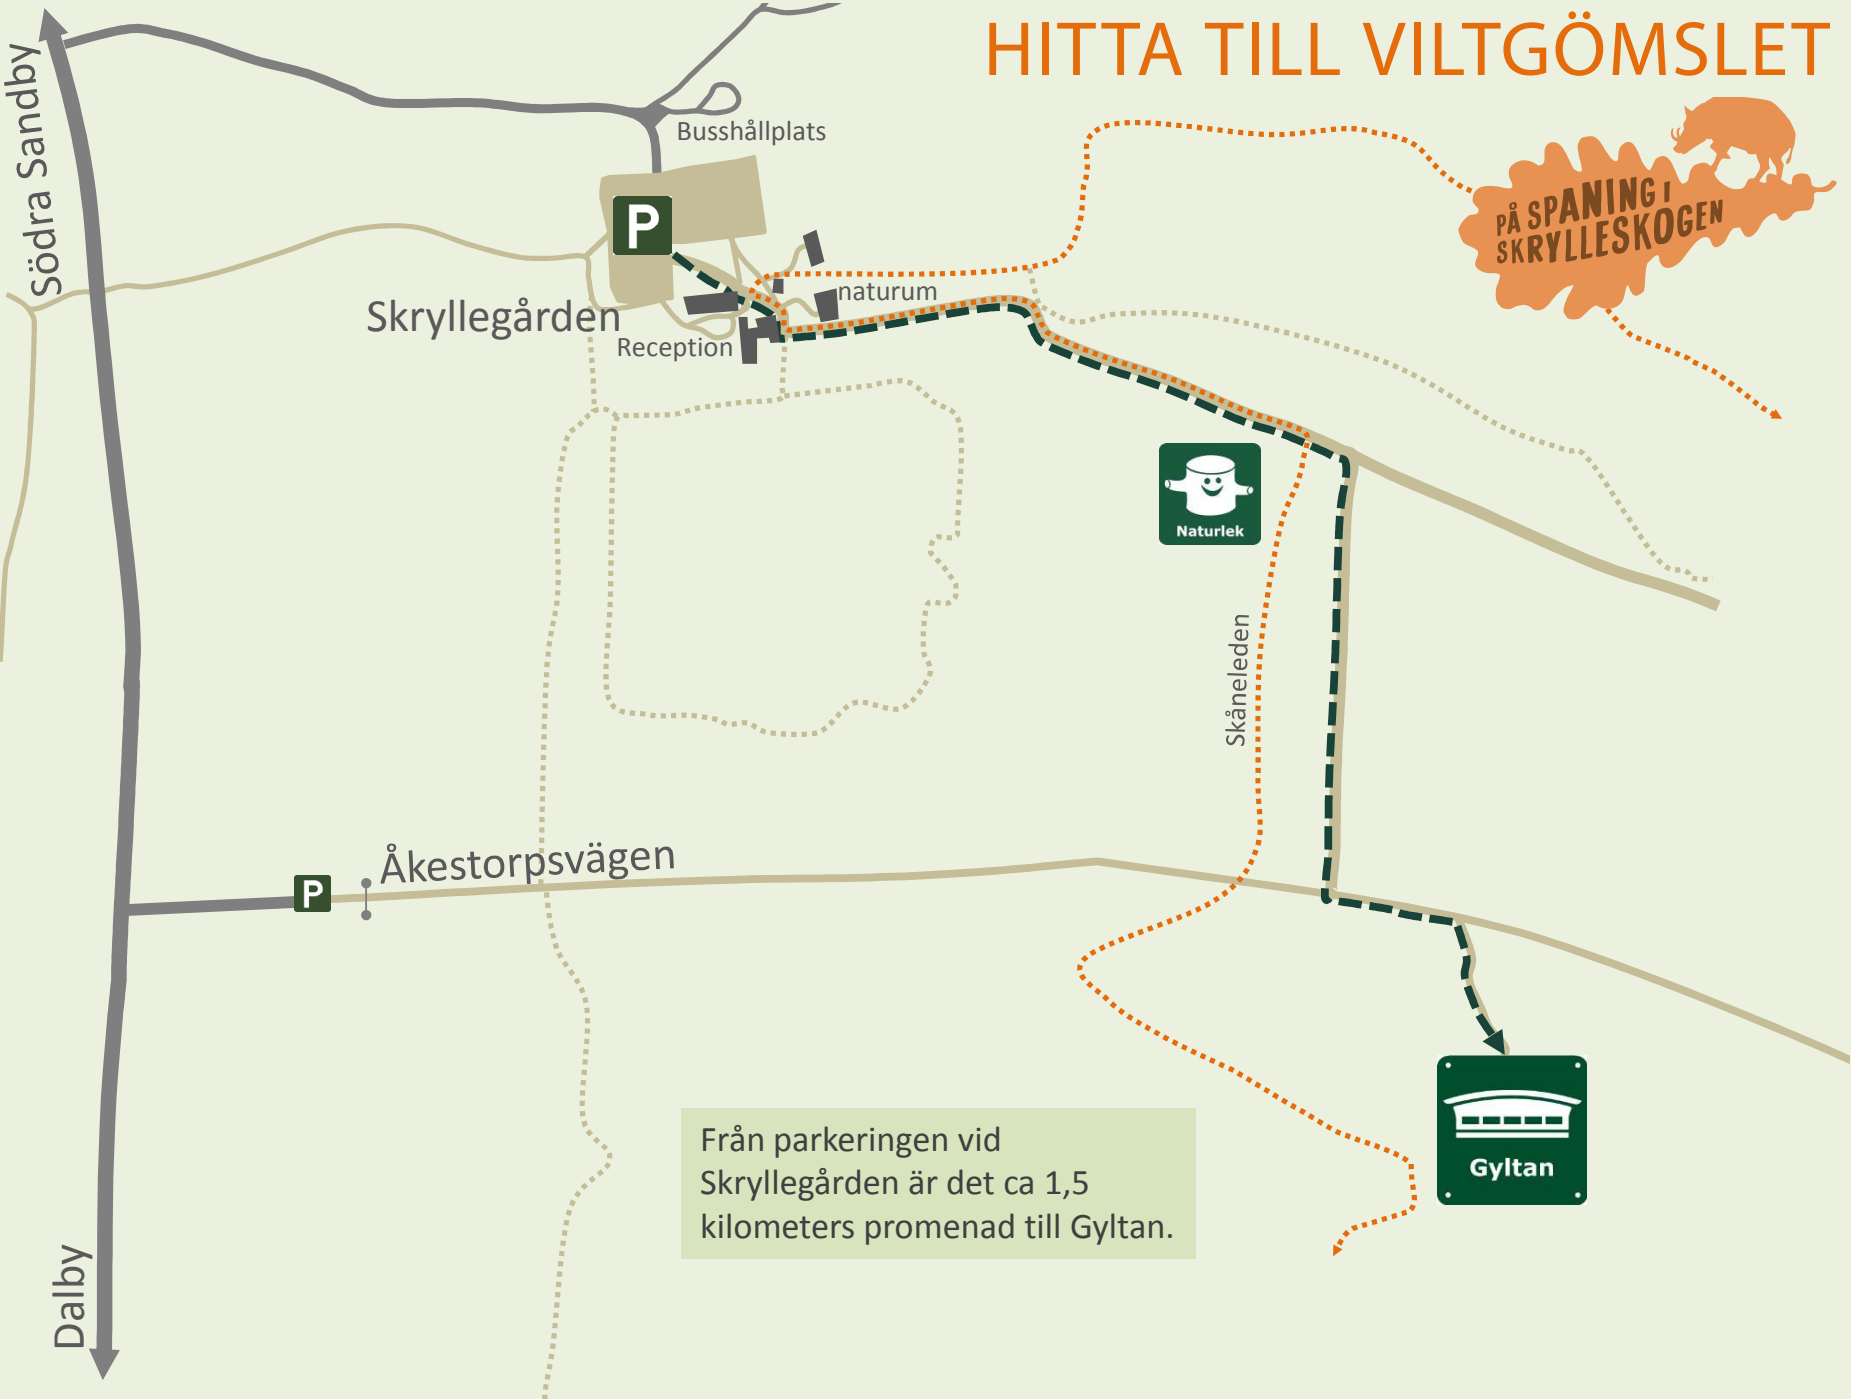 HITTA TILL VILTGÖMSLET
Södra Sandby
Busshållplats
PÅ SPANING I
SKRYLLESKOGEN
P
naturum
Skryllegården
Reception
Naturlek
Skåneleden
Åkestorpsvägen
P
Från parkeringen vid
Skryllegården är det ca 1,5
kilometers promenad till Gyltan.
Gyltan
Dalby